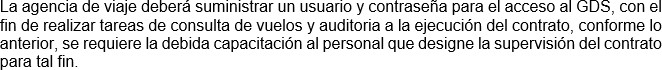 La agencia de viaje deberá suministrar un usuario y contraseña para el acceso al GDS, con el
fin de realizar tareas de consulta de vuelos y auditoria a la ejecución del contrato, conforme lo
anterior, se requiere la debida capacitación al personal que designe la supervisión del contrato
para tal fin.